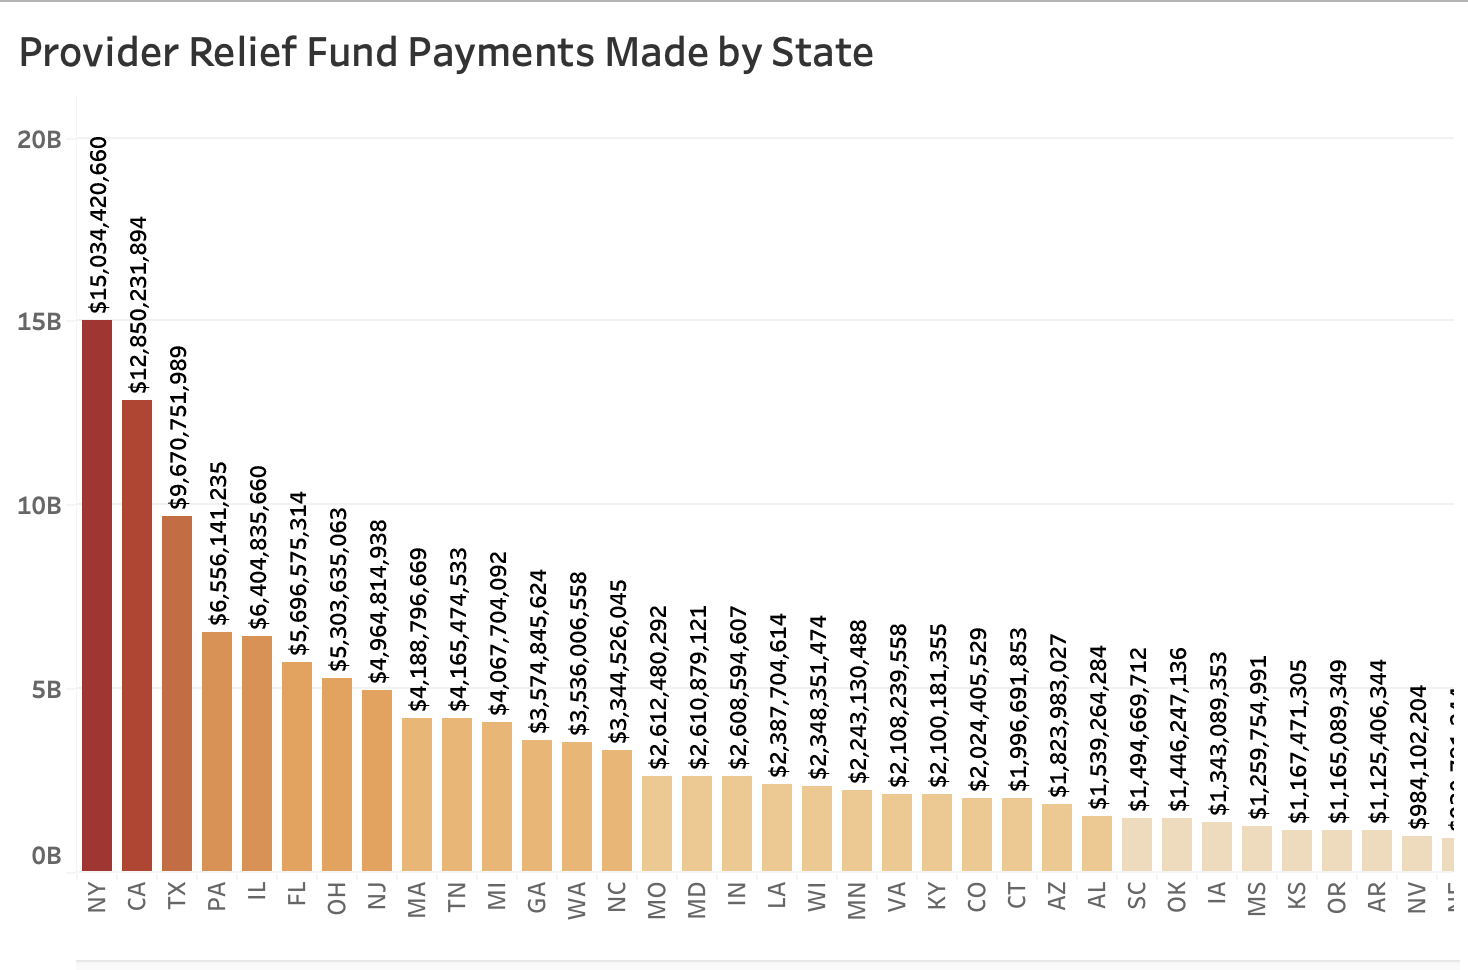 Provider Relief Fund Payments Made by State
20B
15B
10B
5B
0B
$15,034,420,660
$12,850,231,894
$9,670,751,989
$6,556,141,235
$6,404,835,660
$5,696,575,314
$5,303,635,063
$4,964,814,938
$4,188,796,669
$4,165,474,533
$4,067,704,092
$3,574,845,624
$3,536,006,558
$3,344,526,045
$2,612,480,292
$2,610,879,121
$2,608,594,607
$2,387,704,614
$2,348,351,474
$2,243,130,488
$2,108,239,558
$2,100,181,355
$2,024,405,529
$1,996,691,853
$1,823,983,027
$1,539,264,284
$1,494,669,712
$1,446,247,136
$1,343,089,353
$1,259,754,991
$1,167,471,305
$1,165,089,349
$1,125,406,344
$984,102,204
NY
CA
TX
PA
IL
FL
OH
NJ
MA
TN
MI
GA
WA
NC
MO
MD
IN
LA
WI
MN
VA
KY
CO
CT
AZ
AL
SC
OK
IA
MS
KS
OR
AR
NV